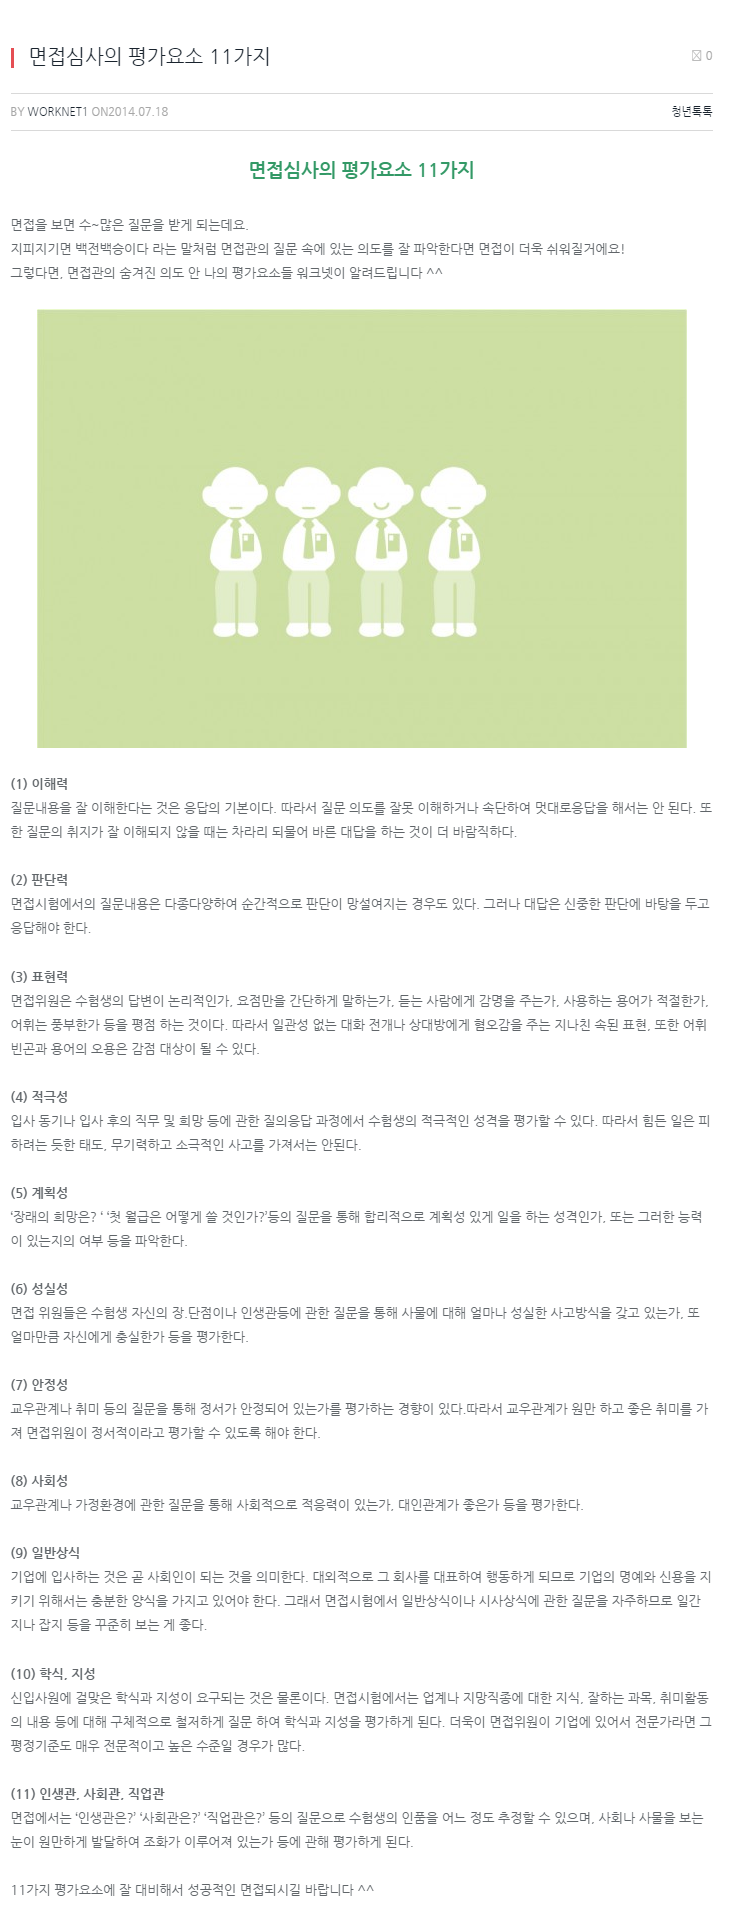 면접심사의 평가요소 11가지
0
BY WORKNET1 ON2014.07.18
청년톡톡
면접심사의 평가요소 11가지
면접을 보면 수~많은 질문을 받게 되는데요.
지피지기면 백전백승이다 라는 말처럼 면접관의 질문 속에 있는 의도를 잘 파악한다면 면접이 더욱 쉬워질거에요!
그렇다면, 면접관의 숨겨진 의도 안 나의 평가요소들 워크넷이 알려드립니다 ^^
(1) 이해력
질문내용을 잘 이해한다는 것은 응답의 기본이다. 따라서 질문 의도를 잘못 이해하거나 속단하여 멋대로응답을 해서는 안 된다. 또
한 질문의 취지가 잘 이해되지 않을 때는 차라리 되물어 바른 대답을 하는 것이 더 바람직하다.
(2) 판단력
면접시험에서의 질문내용은 다종다양하여 순간적으로 판단이 망설여지는 경우도 있다. 그러나 대답은 신중한 판단에 바탕을 두고
응답해야 한다.
(3) 표현력
면접위원은 수험생의 답변이 논리적인가, 요점만을 간단하게 말하는가, 듣는 사람에게 감명을 주는가, 사용하는 용어가 적절한가,
어휘는 풍부한가 등을 평점 하는 것이다. 따라서 일관성 없는 대화 전개나 상대방에게 혐오감을 주는 지나친 속된 표현, 또한 어휘
빈곤과 용어의 오용은 감점 대상이 될 수 있다.
(4) 적극성
입사 동기나 입사 후의 직무 및 희망 등에 관한 질의응답 과정에서 수험생의 적극적인 성격을 평가할 수 있다. 따라서 힘든 일은 피
하려는 듯한 태도, 무기력하고 소극적인 사고를 가져서는 안된다.
(5) 계획성
‘장래의 희망은? ‘ ‘첫 월급은 어떻게 쓸 것인가?’등의 질문을 통해 합리적으로 계획성 있게 일을 하는 성격인가, 또는 그러한 능력
이 있는지의 여부 등을 파악한다.
(6) 성실성
면접 위원들은 수험생 자신의 장.단점이나 인생관등에 관한 질문을 통해 사물에 대해 얼마나 성실한 사고방식을 갖고 있는가, 또
얼마만큼 자신에게 충실한가 등을 평가한다.
(7) 안정성
교우관계나 취미 등의 질문을 통해 정서가 안정되어 있는가를 평가하는 경향이 있다.따라서 교우관계가 원만 하고 좋은 취미를 가
져 면접위원이 정서적이라고 평가할 수 있도록 해야 한다.
(8) 사회성
교우관계나 가정환경에 관한 질문을 통해 사회적으로 적응력이 있는가, 대인관계가 좋은가 등을 평가한다.
(9) 일반상식
기업에 입사하는 것은 곧 사회인이 되는 것을 의미한다. 대외적으로 그 회사를 대표하여 행동하게 되므로 기업의 명예와 신용을 지
키기 위해서는 충분한 양식을 가지고 있어야 한다. 그래서 면접시험에서 일반상식이나 시사상식에 관한 질문을 자주하므로 일간
지나 잡지 등을 꾸준히 보는 게 좋다.
(10) 학식, 지성
신입사원에 걸맞은 학식과 지성이 요구되는 것은 물론이다. 면접시험에서는 업계나 지망직종에 대한 지식, 잘하는 과목, 취미활동
의 내용 등에 대해 구체적으로 철저하게 질문 하여 학식과 지성을 평가하게 된다. 더욱이 면접위원이 기업에 있어서 전문가라면 그
평정기준도 매우 전문적이고 높은 수준일 경우가 많다.
(11) 인생관, 사회관, 직업관
면접에서는 ‘인생관은?’ ‘사회관은?’ ‘직업관은?’ 등의 질문으로 수험생의 인품을 어느 정도 추정할 수 있으며, 사회나 사물을 보는
눈이 원만하게 발달하여 조화가 이루어져 있는가 등에 관해 평가하게 된다.
11가지 평가요소에 잘 대비해서 성공적인 면접되시길 바랍니다 ^^